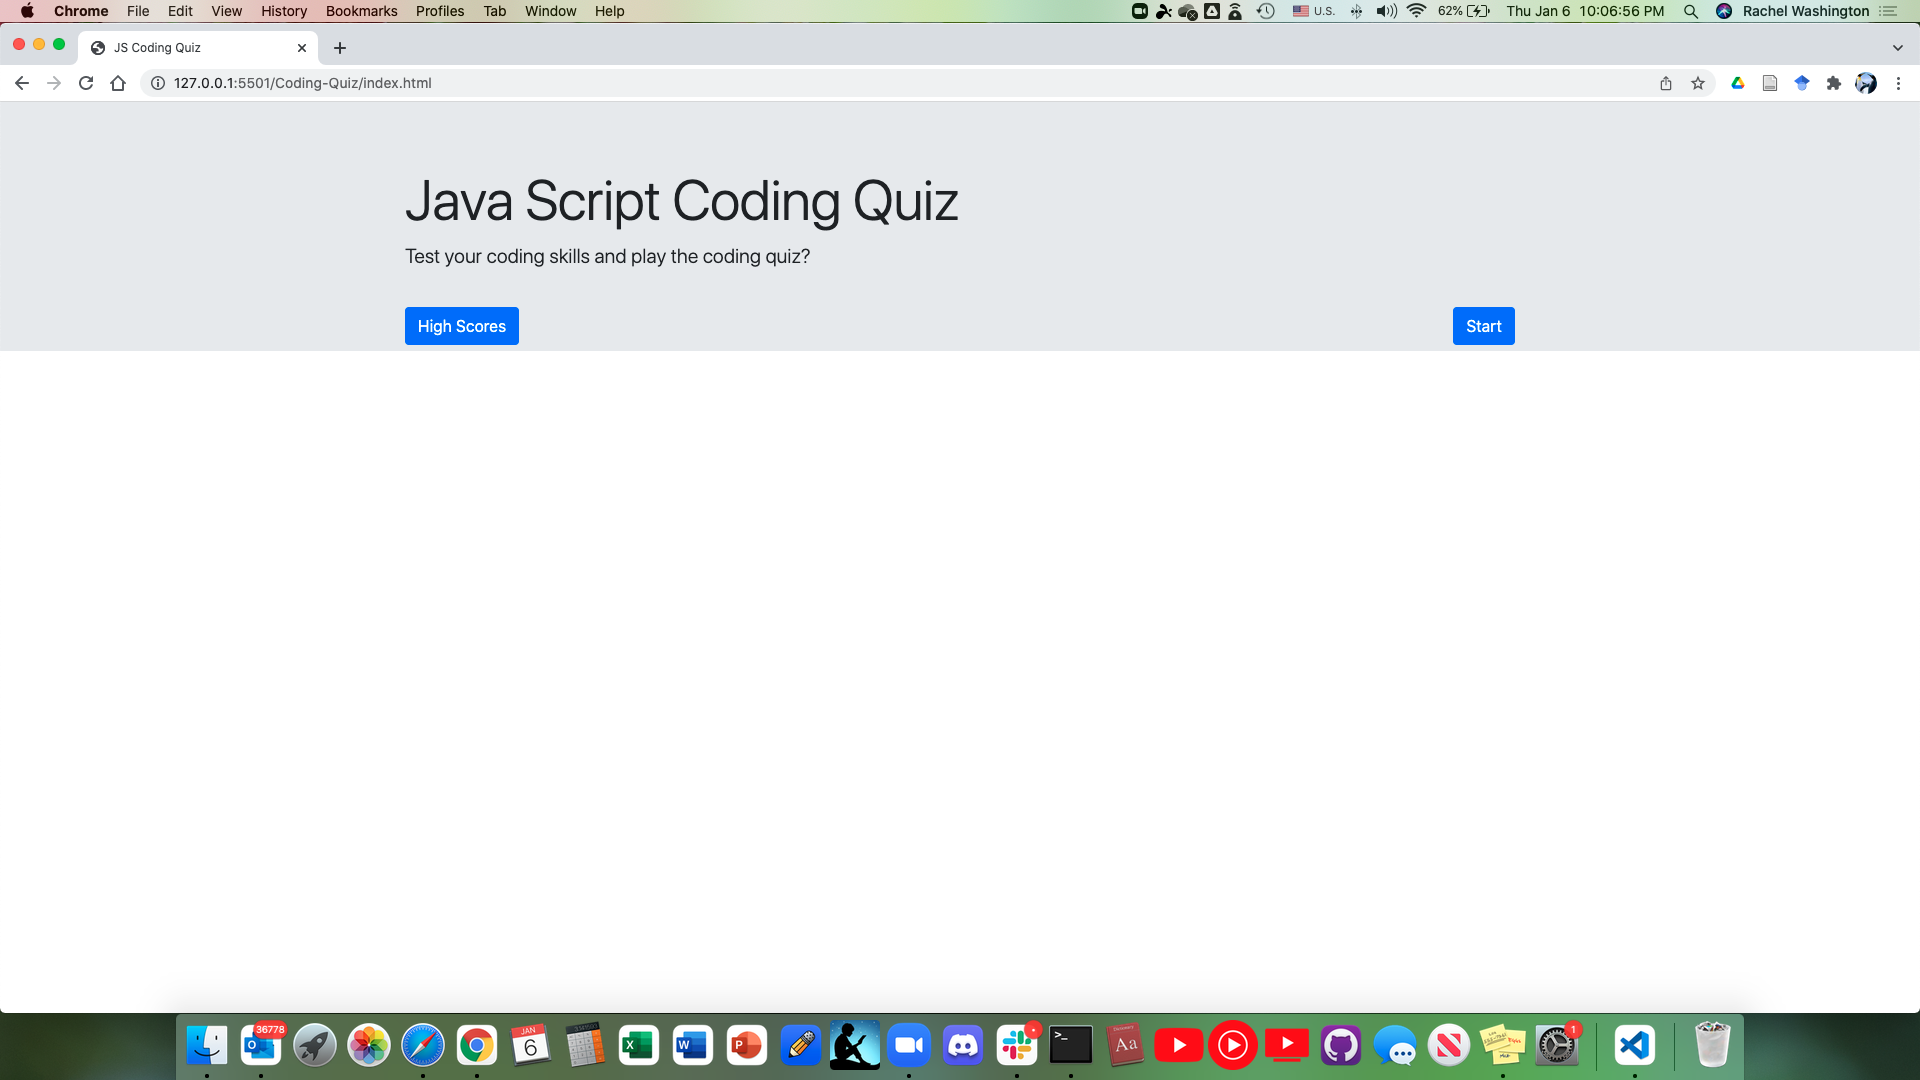 Chrome File Edit View History Bookmarks Profiles Tab Window Help U.S. 62% Thu Jan 6 10:06:56 PM Rachel Washington
JS Coding Quiz
127.0.0.1:5501/Coding-Quiz/index.html
Java Script Coding Quiz
Test your coding skills and play the coding quiz?
High Scores Start
36778 JAN 1
6 X W P Aa